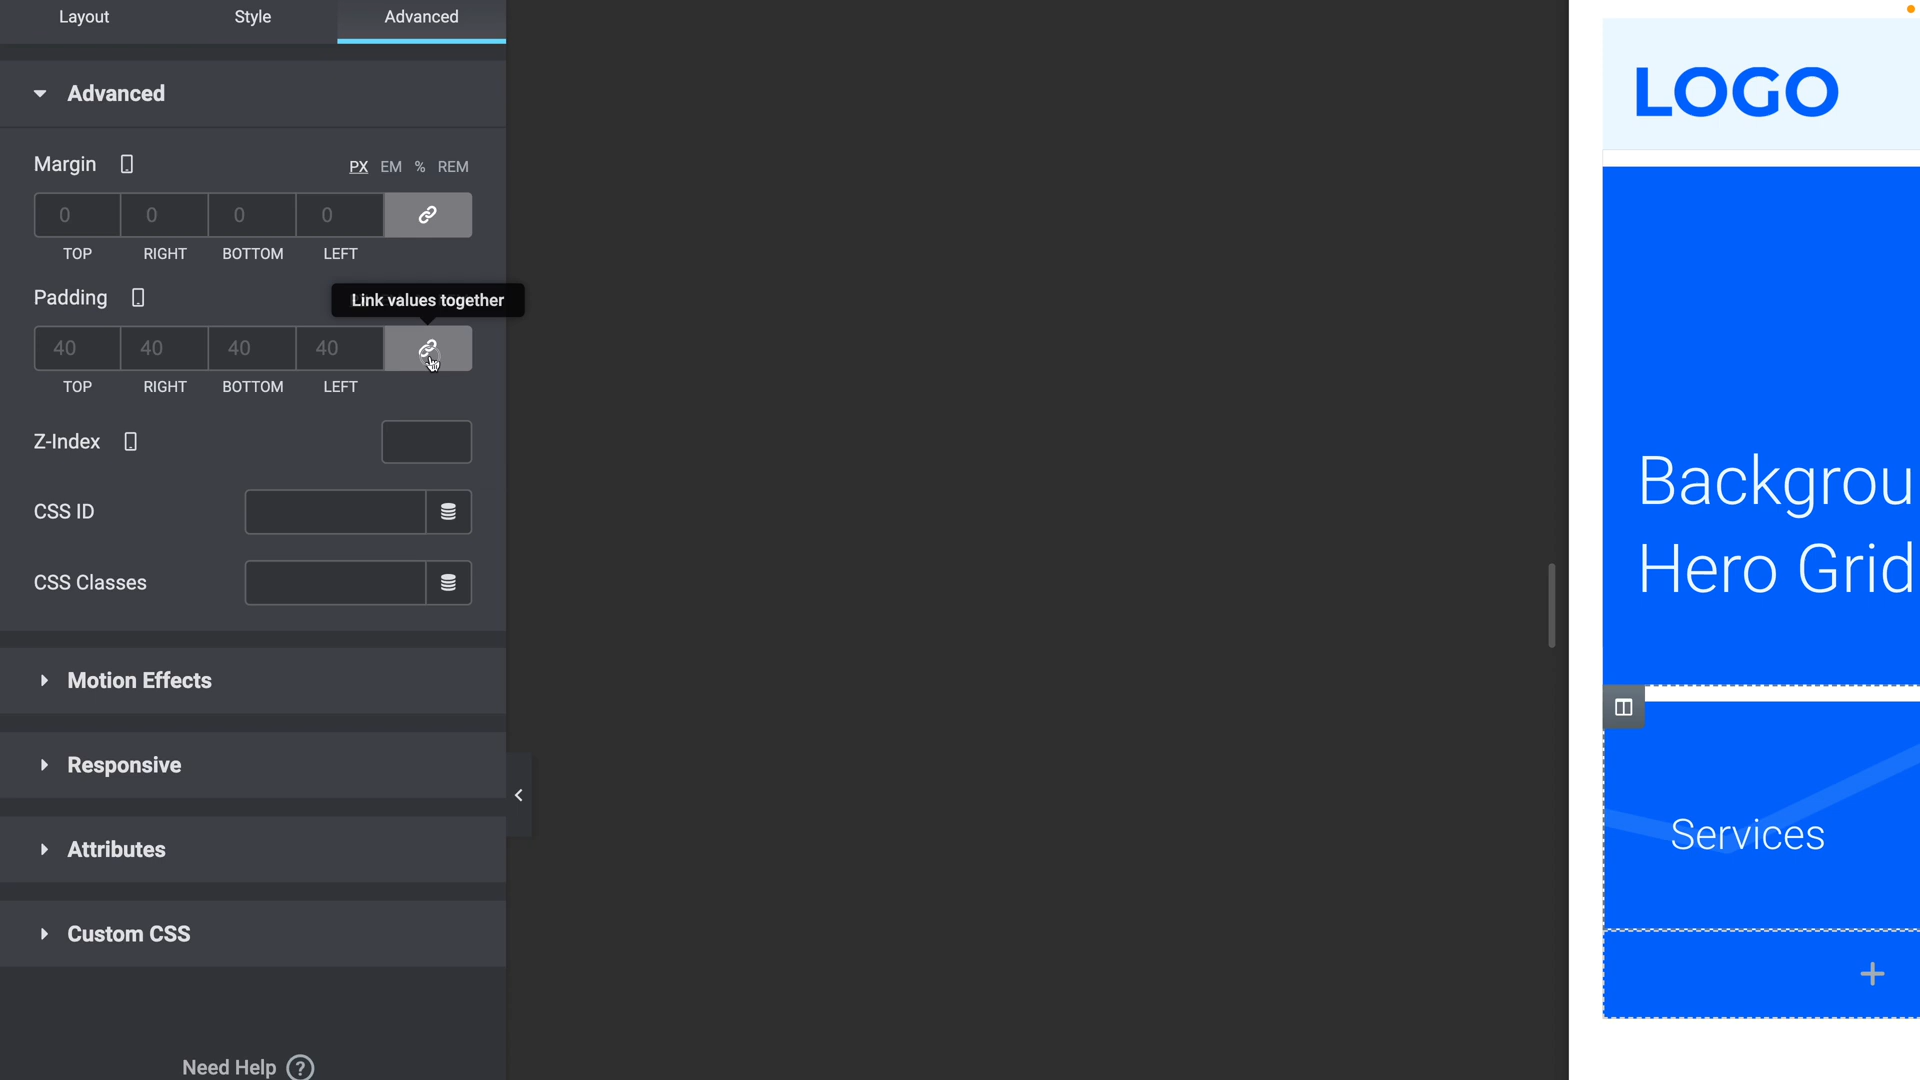 Layout Style Advanced
Advanced
Margin PX EM % REM
0 0 0 0
TOP RIGHT BOTTOM LEFT
Padding Link values together
40 40 40 40
TOP RIGHT BOTTOM LEFT
Z-Index
CSS ID
CSS Classes
Motion Effects
Responsive
Attributes
Custom CSS
Need Help ?
LOGO
Backgrou
Hero Grid
Services